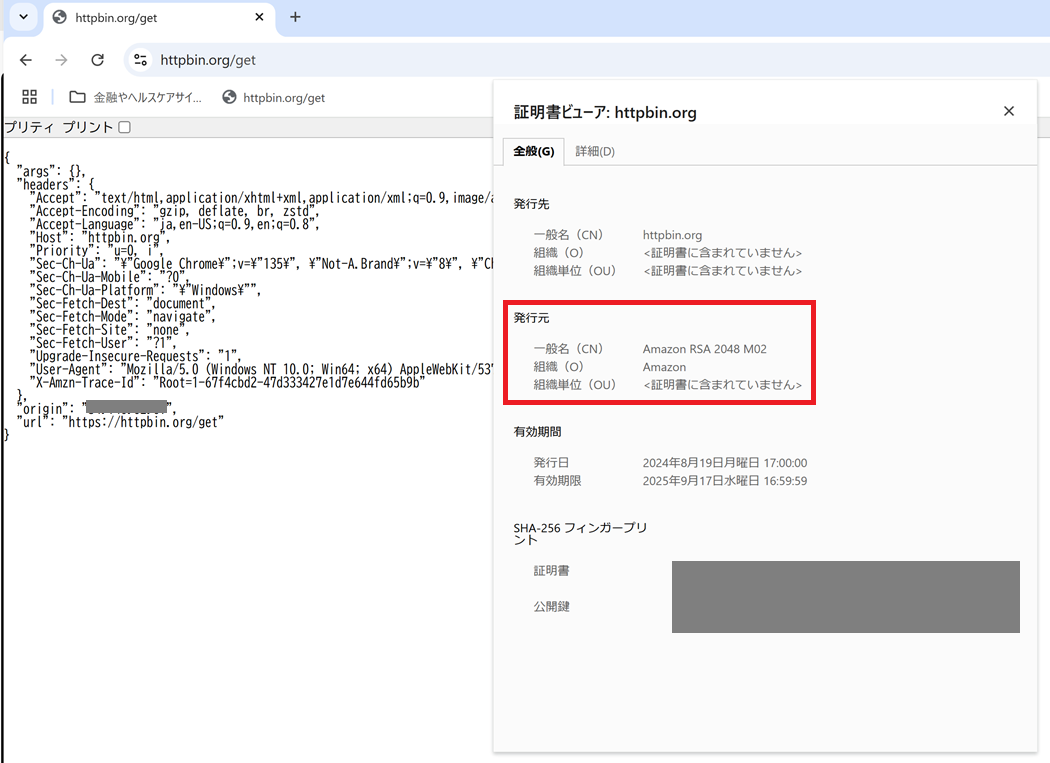 httpbin.org/get
httpbin.org/get
金融やヘルスケアサイ...
httpbin.org/get
プリティ プリント
{
  "args": {},
  "headers": {
    "Accept": "text/html,application/xhtml+xml,application/xml;q=0.9,image/a
    "Accept-Encoding": "gzip, deflate, br, zstd",
    "Accept-Language": "ja,en-US;q=0.9,en;q=0.8",
    "Host": "httpbin.org",
    "Priority": "u=0, i",
    "Sec-Ch-Ua": "¥"Google Chrome¥";v=¥"135¥", ¥"Not-A.Brand¥";v=¥"8¥", ¥"Ch
    "Sec-Ch-Ua-Mobile": "?0",
    "Sec-Ch-Ua-Platform": "¥"Windows¥"",
    "Sec-Fetch-Dest": "document",
    "Sec-Fetch-Mode": "navigate",
    "Sec-Fetch-Site": "none",
    "Sec-Fetch-User": "?1",
    "Upgrade-Insecure-Requests": "1",
    "User-Agent": "Mozilla/5.0 (Windows NT 10.0; Win64; x64) AppleWebKit/537
    "X-Amzn-Trace-Id": "Root=1-67f4cbd2-47d333427e1d7e644fd65b9b"
  },
  "origin": "",
  "url": "https://httpbin.org/get"
}
証明書ビューア: httpbin.org
全般(G) 詳細(D)
発行先
一般名（CN） httpbin.org
組織（O） <証明書に含まれていません>
組織単位（OU） <証明書に含まれていません>
発行元
一般名（CN） Amazon RSA 2048 M02
組織（O） Amazon
組織単位（OU） <証明書に含まれていません>
有効期間
発行日 2024年8月19日月曜日 17:00:00
有効期限 2025年9月17日水曜日 16:59:59
SHA-256 フィンガープリ
ント
証明書
公開鍵